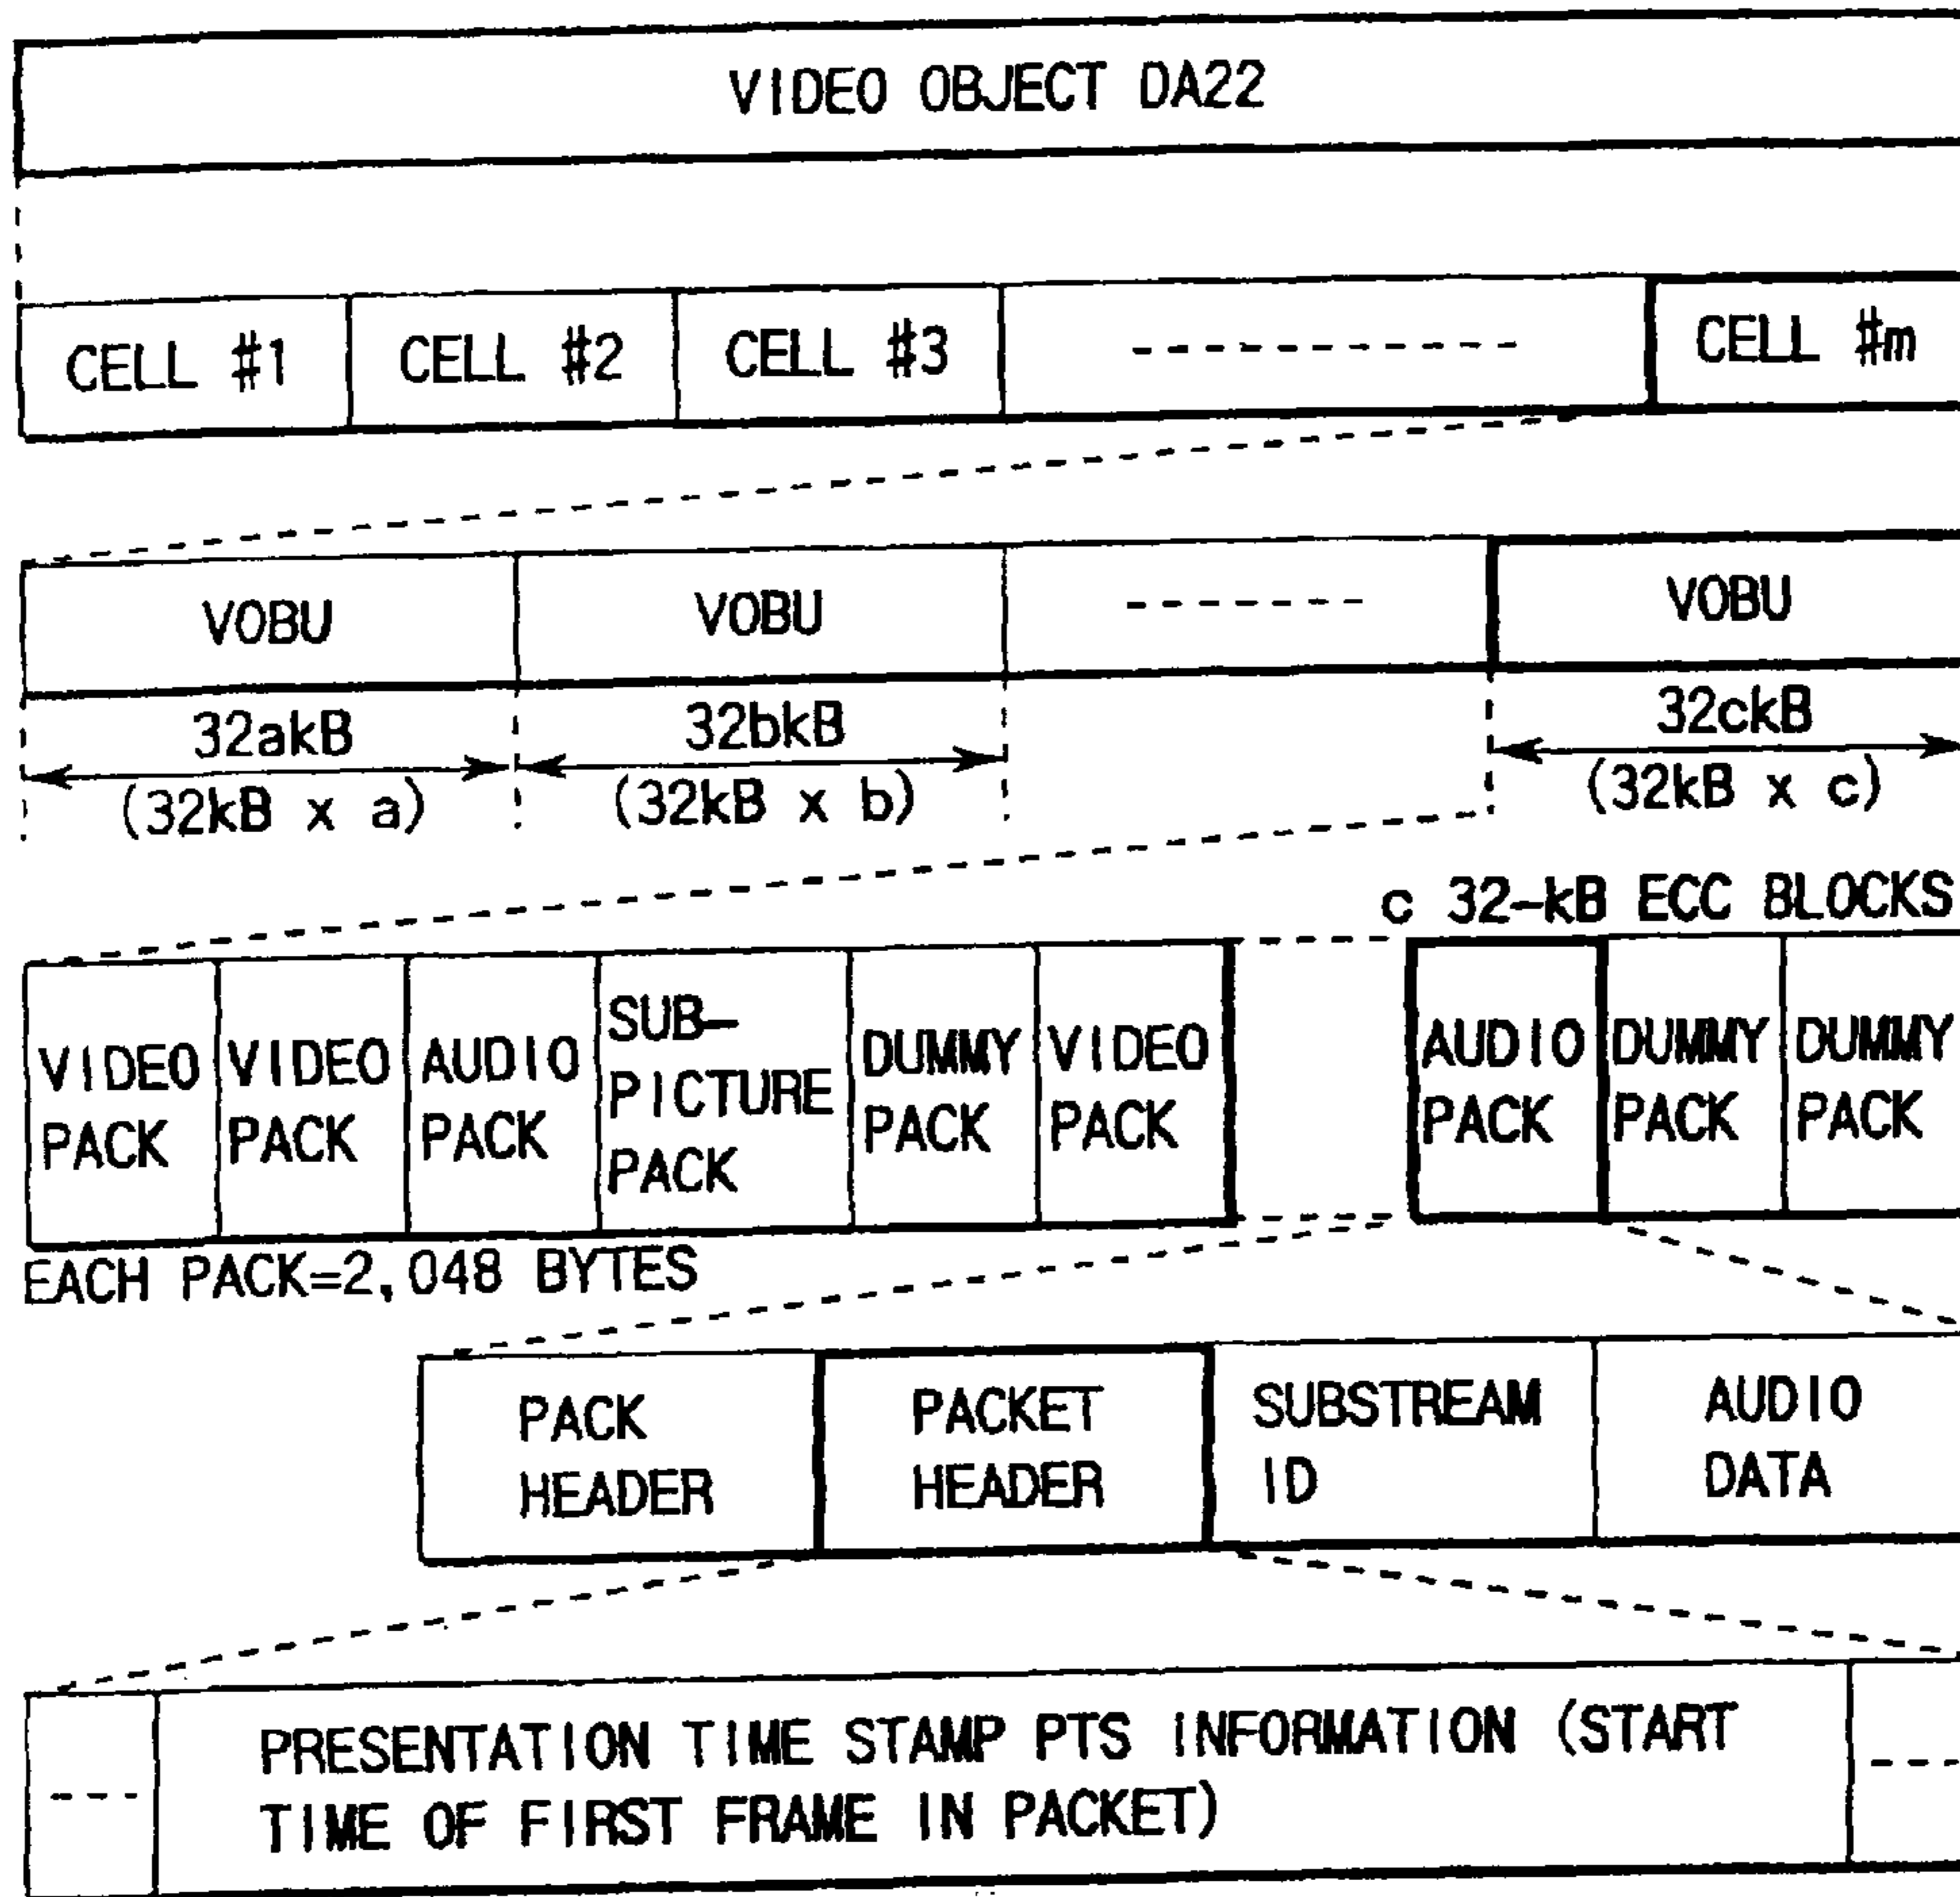 VIDEO OBJECT DA22
CELL #1
CELL #2
CELL #3
CELL #m
VOBU
VOBU
VOBU
32akB
(32kB x a)
32bkB
(32kB x b)
32ckB
(32kB x c)
c 32-kB ECC BLOCKS
VIDEO
PACK
VIDEO
PACK
AUDIO
PACK
SUB-
PICTURE
PACK
DUMMY
PACK
VIDEO
PACK
AUDIO
PACK
DUMMY
PACK
DUMMY
PACK
EACH PACK=2,048 BYTES
PACK
HEADER
PACKET
HEADER
SUBSTREAM
ID
AUDIO
DATA
PRESENTATION TIME STAMP PTS INFORMATION (START
TIME OF FIRST FRAME IN PACKET)